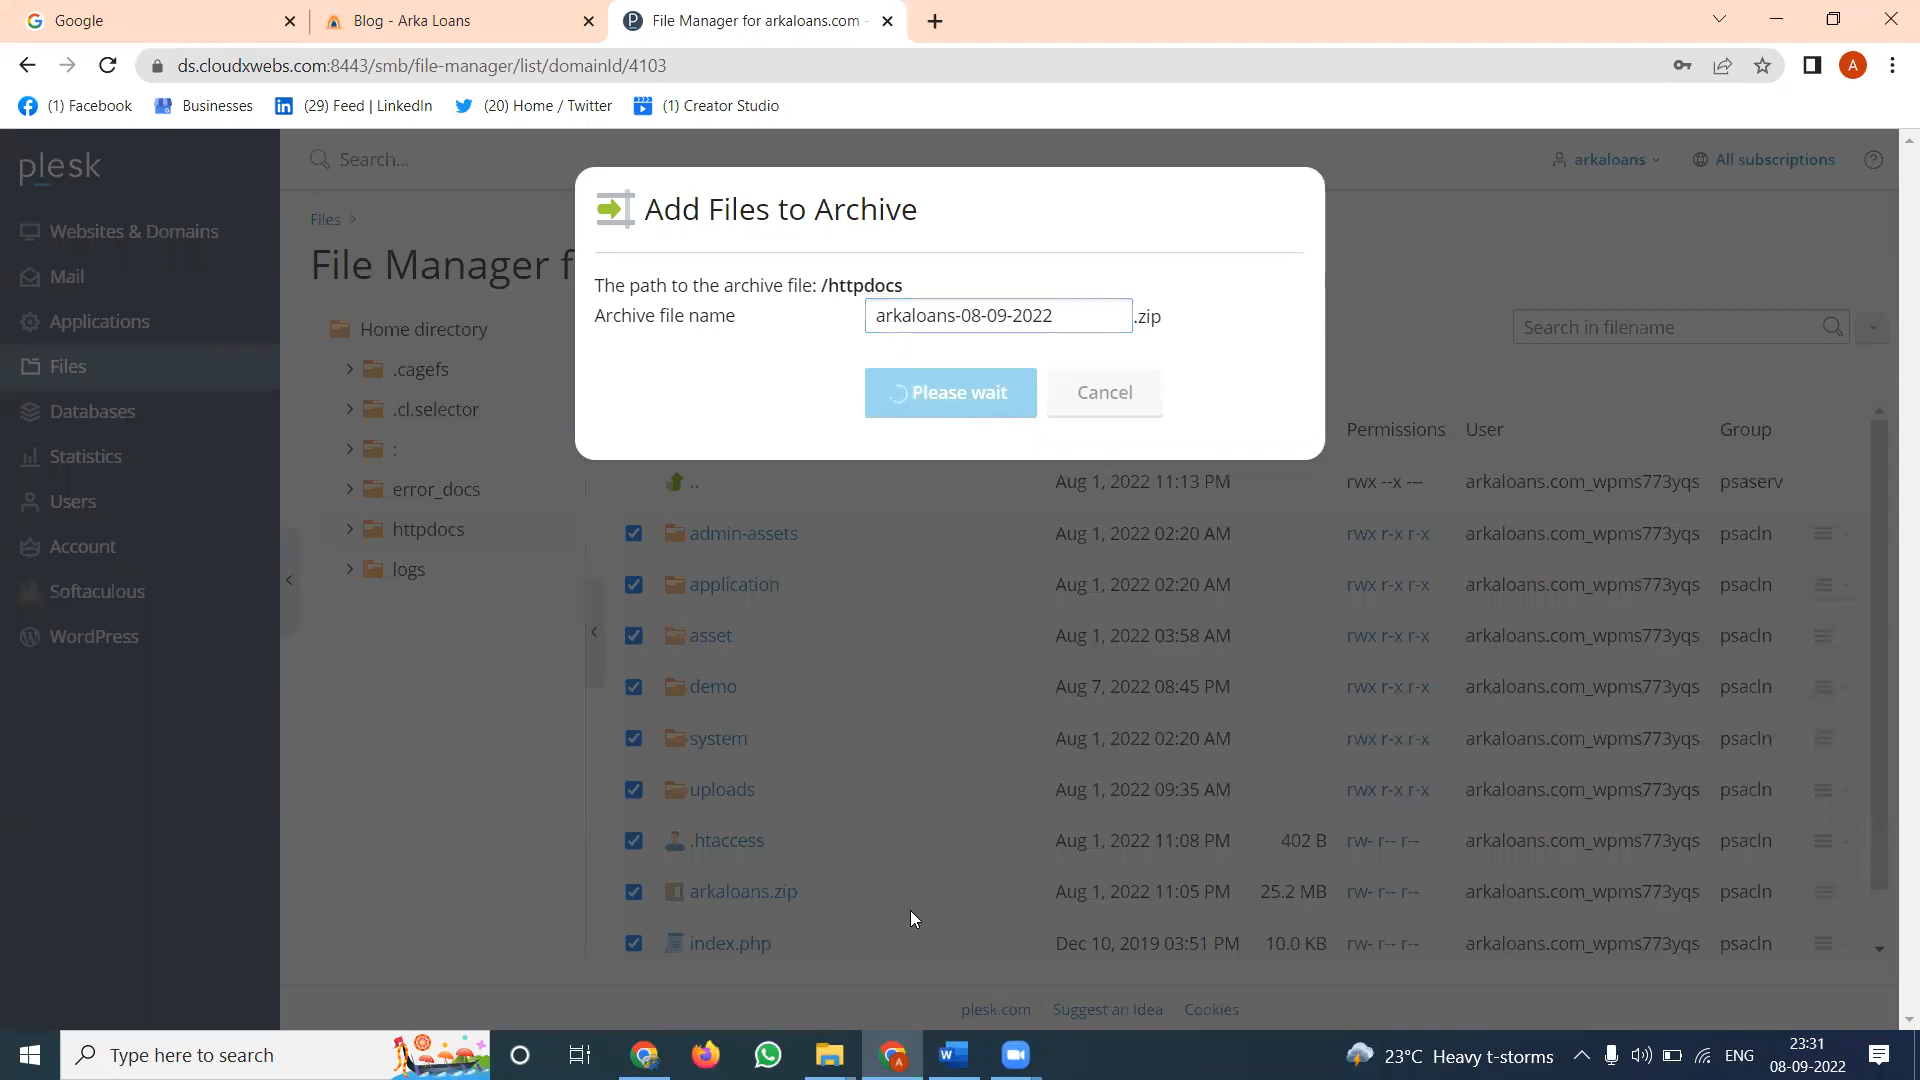 Google
Blog - Arka Loans
File Manager for arkaloans.com -
ds.cloudxwebs.com:8443/smb/file-manager/list/domainId/4103
A
(1) Facebook
Businesses
(29) Feed | LinkedIn
(20) Home / Twitter
(1) Creator Studio
plesk
Search...
arkaloans
All subscriptions
Websites & Domains
Mail
Applications
Files
Databases
Statistics
Users
Account
Softaculous
WordPress
Files
File Manager f
Home directory
.cagefs
.cl.selector
:
error_docs
httpdocs
logs
Add Files to Archive
The path to the archive file: /httpdocs
Archive file name
arkaloans-08-09-2022 .zip
Please wait
Cancel
Search in filename
Permissions User Group
.. Aug 1, 2022 11:13 PM rwx --x --- arkaloans.com_wpms773yqs psaserv
admin-assets Aug 1, 2022 02:20 AM rwx r-x r-x arkaloans.com_wpms773yqs psacln
application Aug 1, 2022 02:20 AM rwx r-x r-x arkaloans.com_wpms773yqs psacln
asset Aug 1, 2022 03:58 AM rwx r-x r-x arkaloans.com_wpms773yqs psacln
demo Aug 7, 2022 08:45 PM rwx r-x r-x arkaloans.com_wpms773yqs psacln
system Aug 1, 2022 02:20 AM rwx r-x r-x arkaloans.com_wpms773yqs psacln
uploads Aug 1, 2022 09:35 AM rwx r-x r-x arkaloans.com_wpms773yqs psacln
.htaccess Aug 1, 2022 11:08 PM 402 B rw- r-- r-- arkaloans.com_wpms773yqs psacln
arkaloans.zip Aug 1, 2022 11:05 PM 25.2 MB rw- r-- r-- arkaloans.com_wpms773yqs psacln
index.php Dec 10, 2019 03:51 PM 10.0 KB rw- r-- r-- arkaloans.com_wpms773yqs psacln
plesk.com Suggest an Idea Cookies
Type here to search
23°C Heavy t-storms
ENG
23:31
08-09-2022